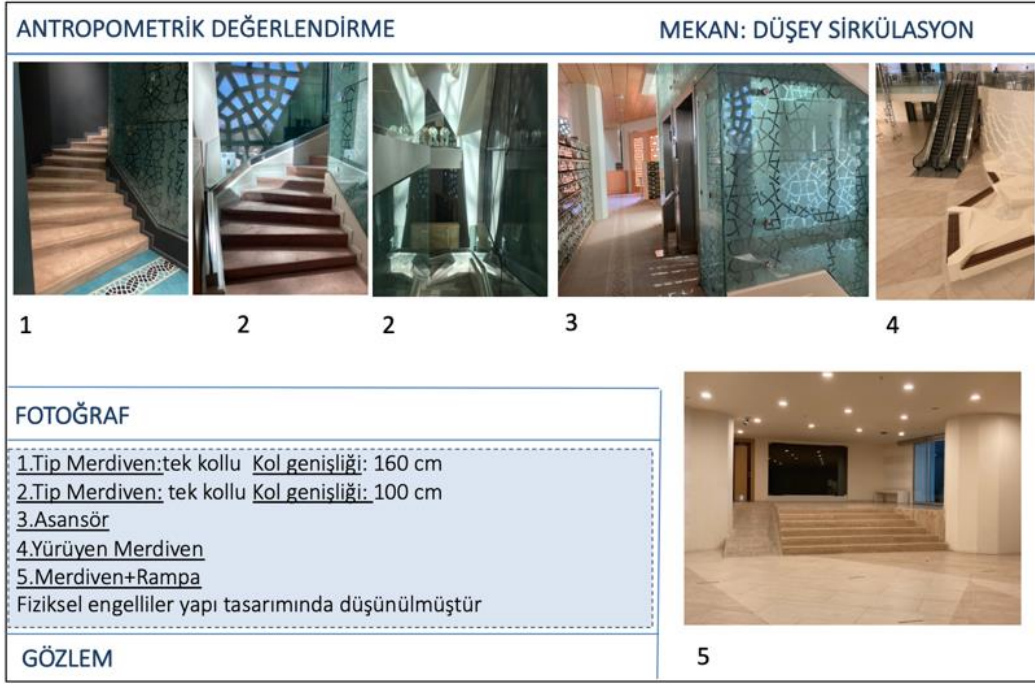 ANTROPOMETRİK DEĞERLENDİRME
MEKAN: DÜŞEY SİRKÜLASYON
1
2
2
3
4
FOTOĞRAF
1.Tip Merdiven:tek kollu Kol genişliği: 160 cm
2.Tip Merdiven: tek kollu Kol genişliği: 100 cm
3.Asansör
4.Yürüyen Merdiven
5.Merdiven+Rampa
Fiziksel engelliler yapı tasarımında düşünülmüştür
GÖZLEM
5